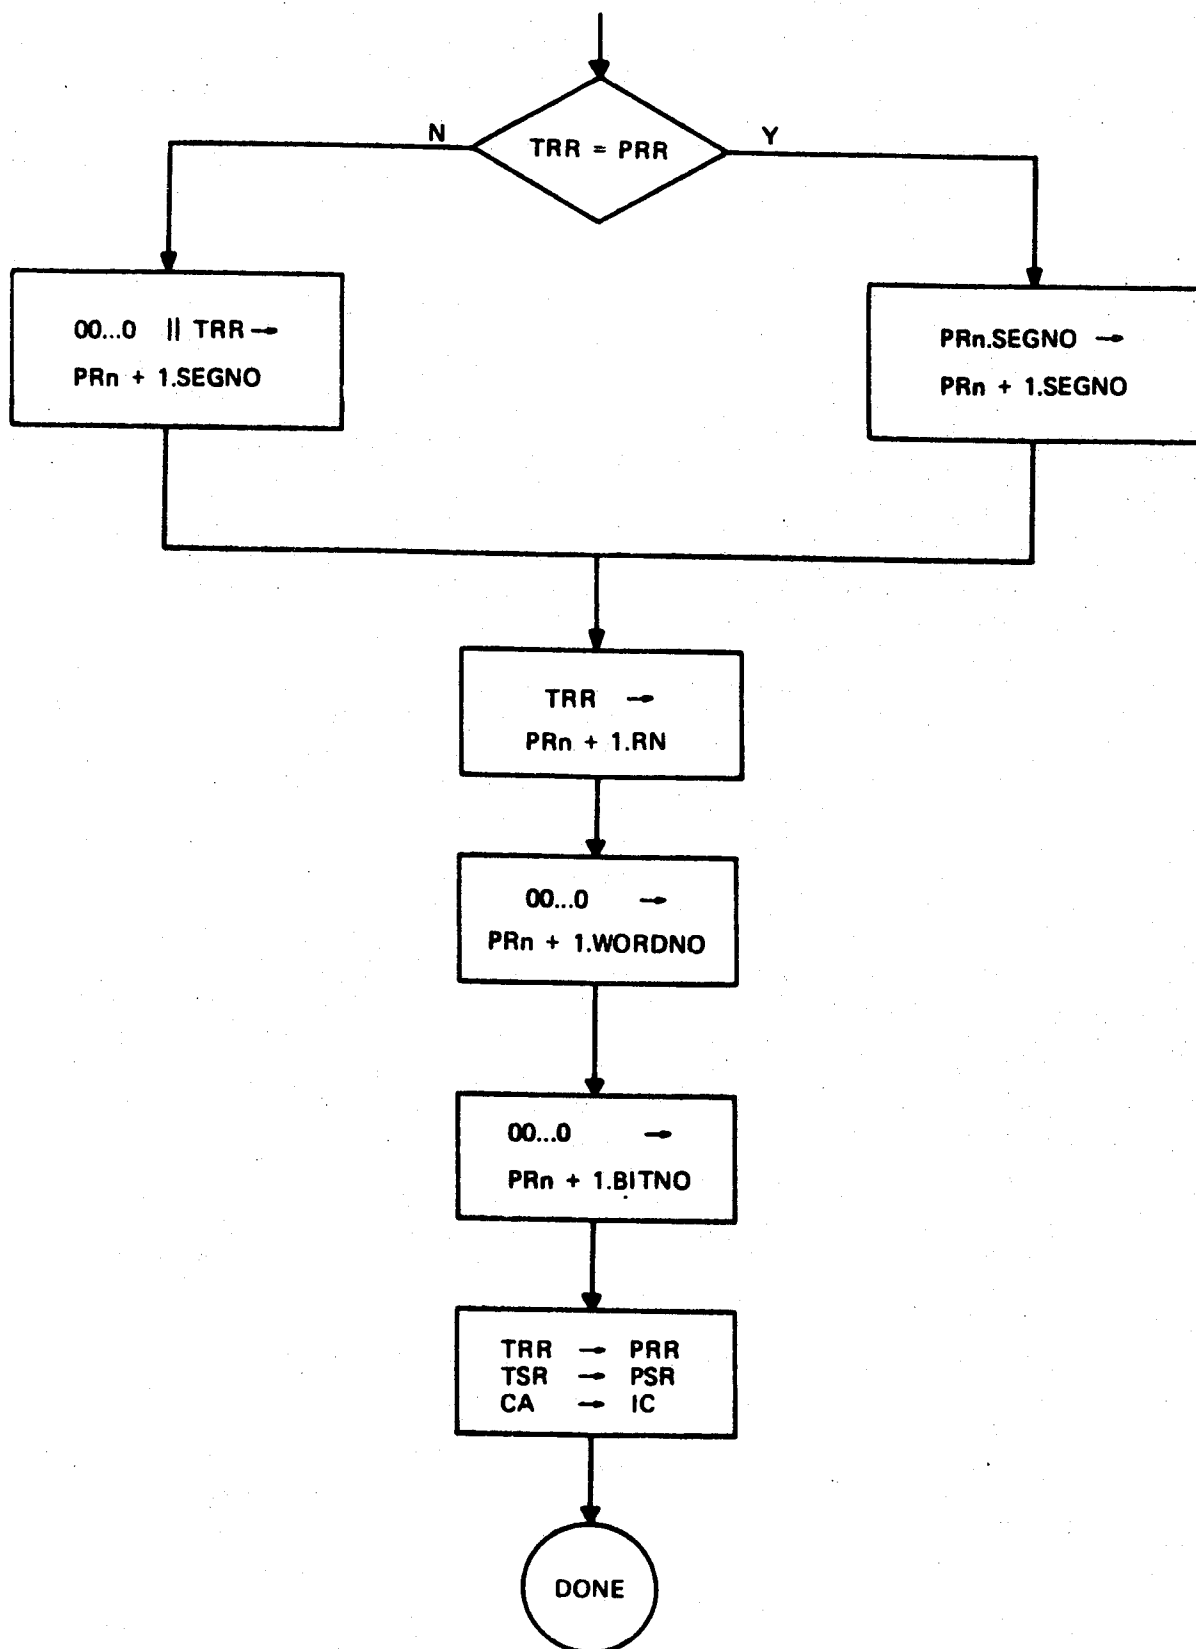 TRR = PRR
N
Y
00...0 || TRR →
PRn + 1.SEGNO
PRn.SEGNO →
PRn + 1.SEGNO
TRR →
PRn + 1.RN
00...0 →
PRn + 1.WORDNO
00...0 →
PRn + 1.BITNO
TRR → PRR
TSR → PSR
CA → IC
DONE